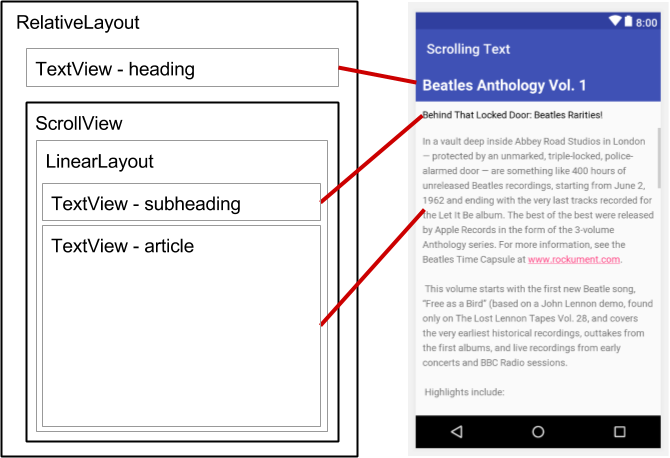 RelativeLayout
TextView - heading
ScrollView
LinearLayout
TextView - subheading
TextView - article
8:00
Scrolling Text
Beatles Anthology Vol. 1
Behind That Locked Door: Beatles Rarities!
In a vault deep inside Abbey Road Studios in London
— protected by an unmarked, triple-locked, police-
alarmed door — are something like 400 hours of
unreleased Beatles recordings, starting from June 2,
1962 and ending with the very last tracks recorded for
the Let It Be album. The best of the best were released
by Apple Records in the form of the 3-volume
Anthology series. For more information, see the
Beatles Time Capsule at www.rockument.com.
This volume starts with the first new Beatle song,
"Free as a Bird" (based on a John Lennon demo, found
only on The Lost Lennon Tapes Vol. 28, and covers
the very earliest historical recordings, outtakes from
the first albums, and live recordings from early
concerts and BBC Radio sessions.
Highlights include: